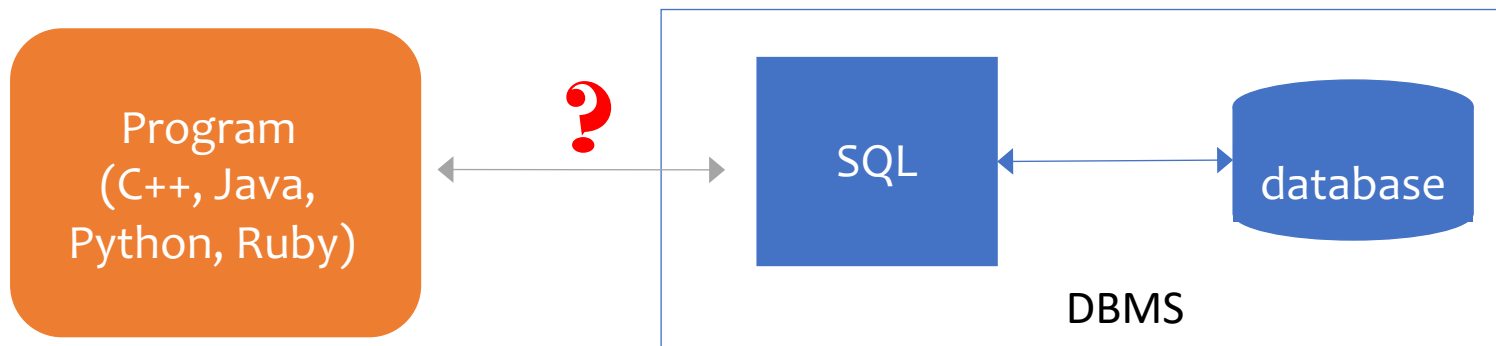 Program
(C++, Java,
Python, Ruby)
?
SQL
database
DBMS